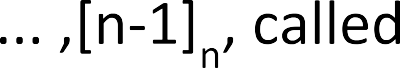 ... ,[n-1]ₙ, called